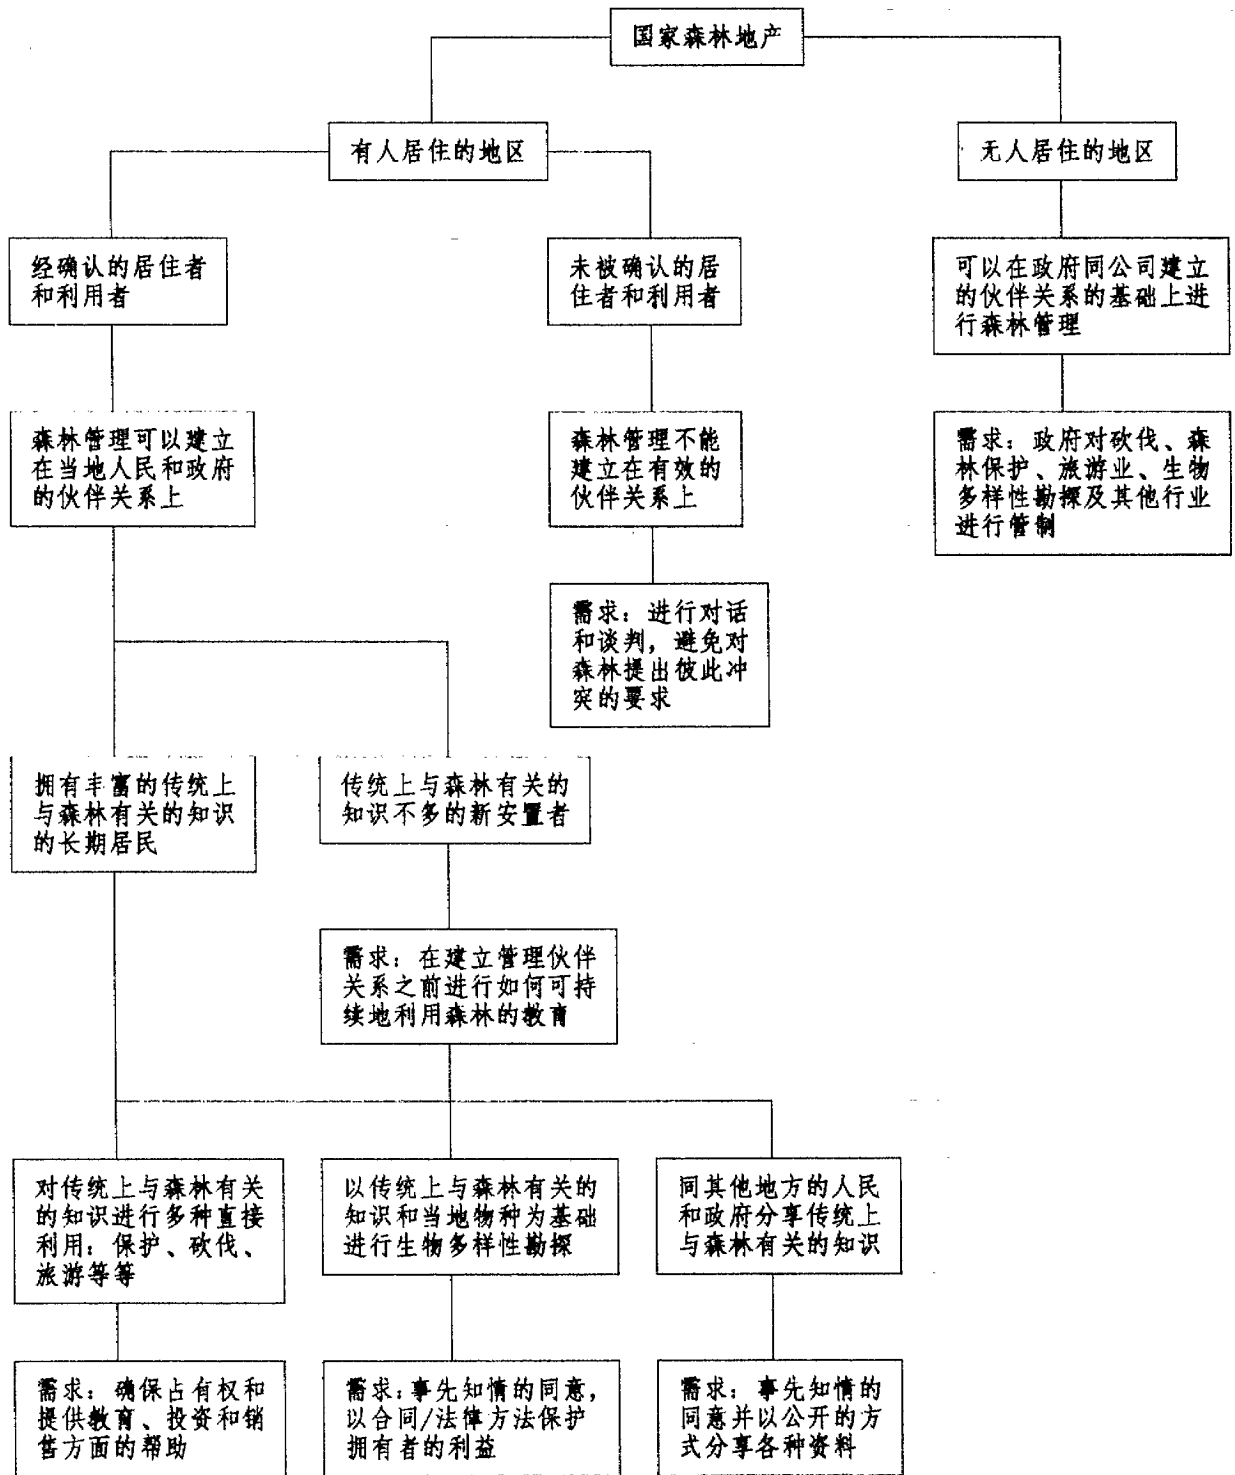 国家森林地产
有人居住的地区
无人居住的地区
经确认的居住者
和利用者
未被确认的居
住者和利用者
可以在政府同公司建立
的伙伴关系的基础上进
行森林管理
森林管理可以建立
在当地人民和政府
的伙伴关系上
森林管理不能
建立在有效的
伙伴关系上
需求：政府对砍伐、森
林保护、旅游业、生物
多样性勘探及其他行业
进行管制
需求：进行对话
和谈判，避免对
森林提出彼此冲
突的要求
拥有丰富的传统上
与森林有关的知识
的长期居民
传统上与森林有关的
知识不多的新安置者
需求：在建立管理伙伴
关系之前进行如何可持
续地利用森林的教育
对传统上与森林有关
的知识进行多种直接
利用：保护、砍伐、
旅游等等
以传统上与森林有关的
知识和当地物种为基础
进行生物多样性勘探
同其他地方的人民
和政府分享传统上
与森林有关的知识
需求：确保占有权和
提供教育、投资和销
售方面的帮助
需求：事先知情的同意，
以合同/法律方法保护
拥有者的利益
需求：事先知情的
同意并以公开的方
式分享各种资料